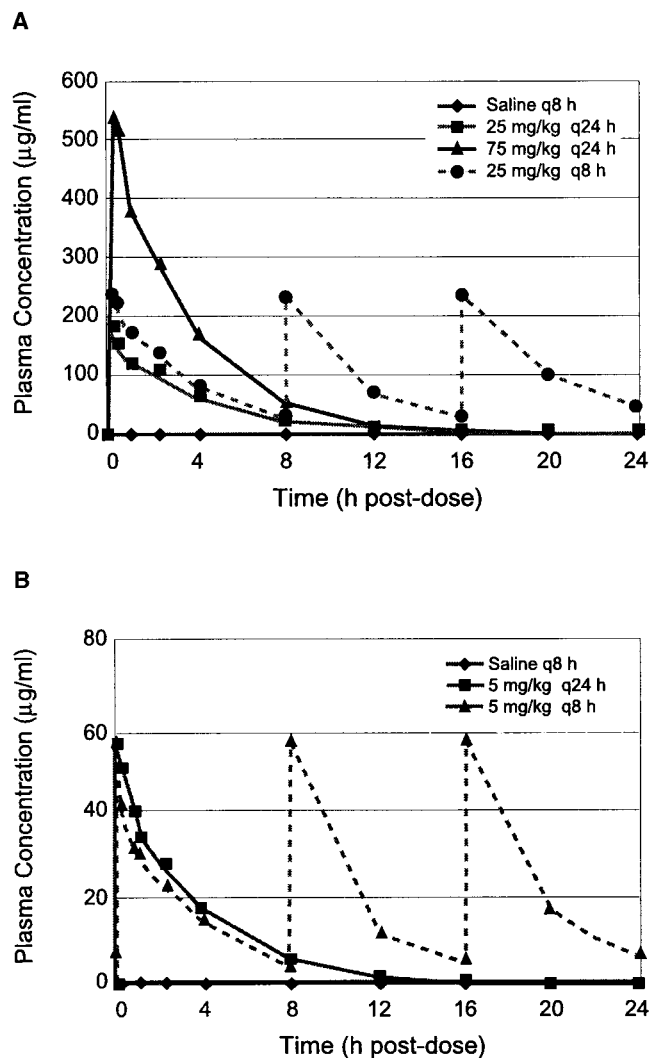 A
Plasma Concentration (µg/ml)
600
500
400
300
200
100
0
Saline q8 h
25 mg/kg q24 h
75 mg/kg q24 h
25 mg/kg q8 h
0 4 8 12 16 20 24
Time (h post-dose)
B
Plasma Concentration (µg/ml)
80
60
40
20
0
Saline q8 h
5 mg/kg q24 h
5 mg/kg q8 h
0 4 8 12 16 20 24
Time (h post-dose)